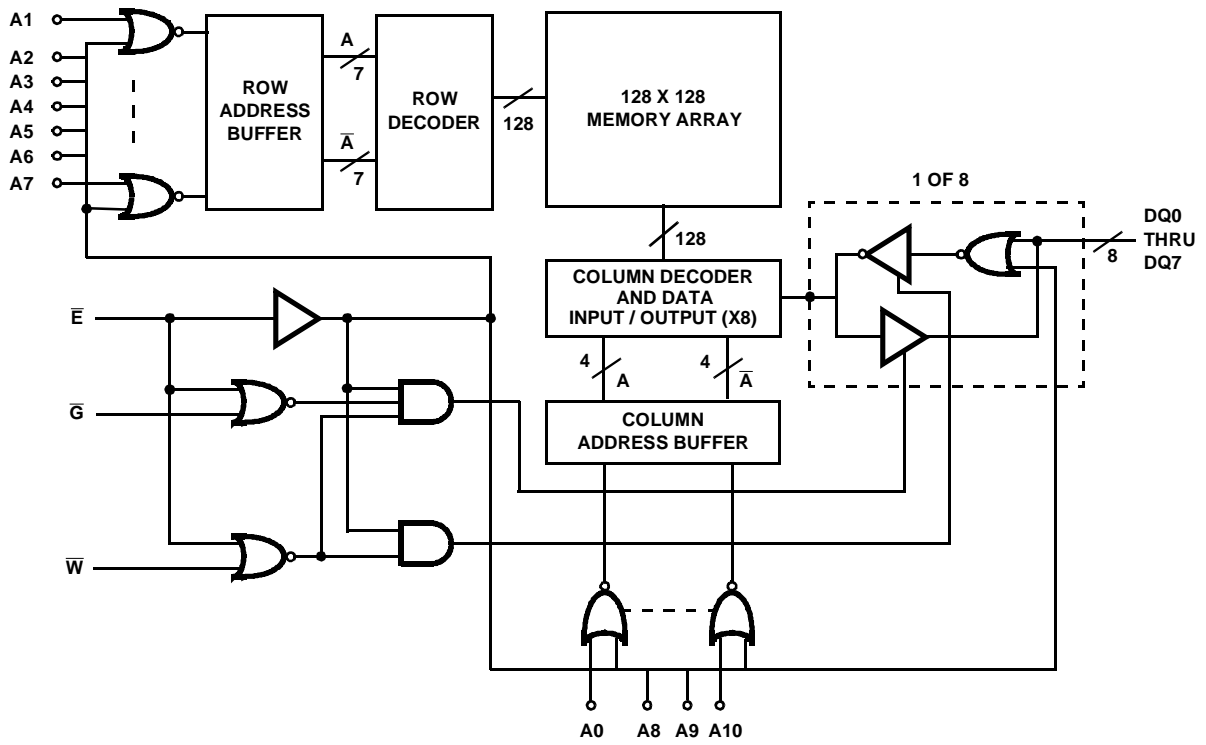 A1
A2
A3
A4
A5
A6
A7
ROW
ADDRESS
BUFFER
A
7
A̅
7
ROW
DECODER
128
128 X 128
MEMORY ARRAY
128
1 OF 8
DQ0
THRU
DQ7
8
COLUMN DECODER
AND DATA
INPUT / OUTPUT (X8)
4
A
4
A̅
COLUMN
ADDRESS BUFFER
E̅
G̅
W̅
A0
A8
A9
A10